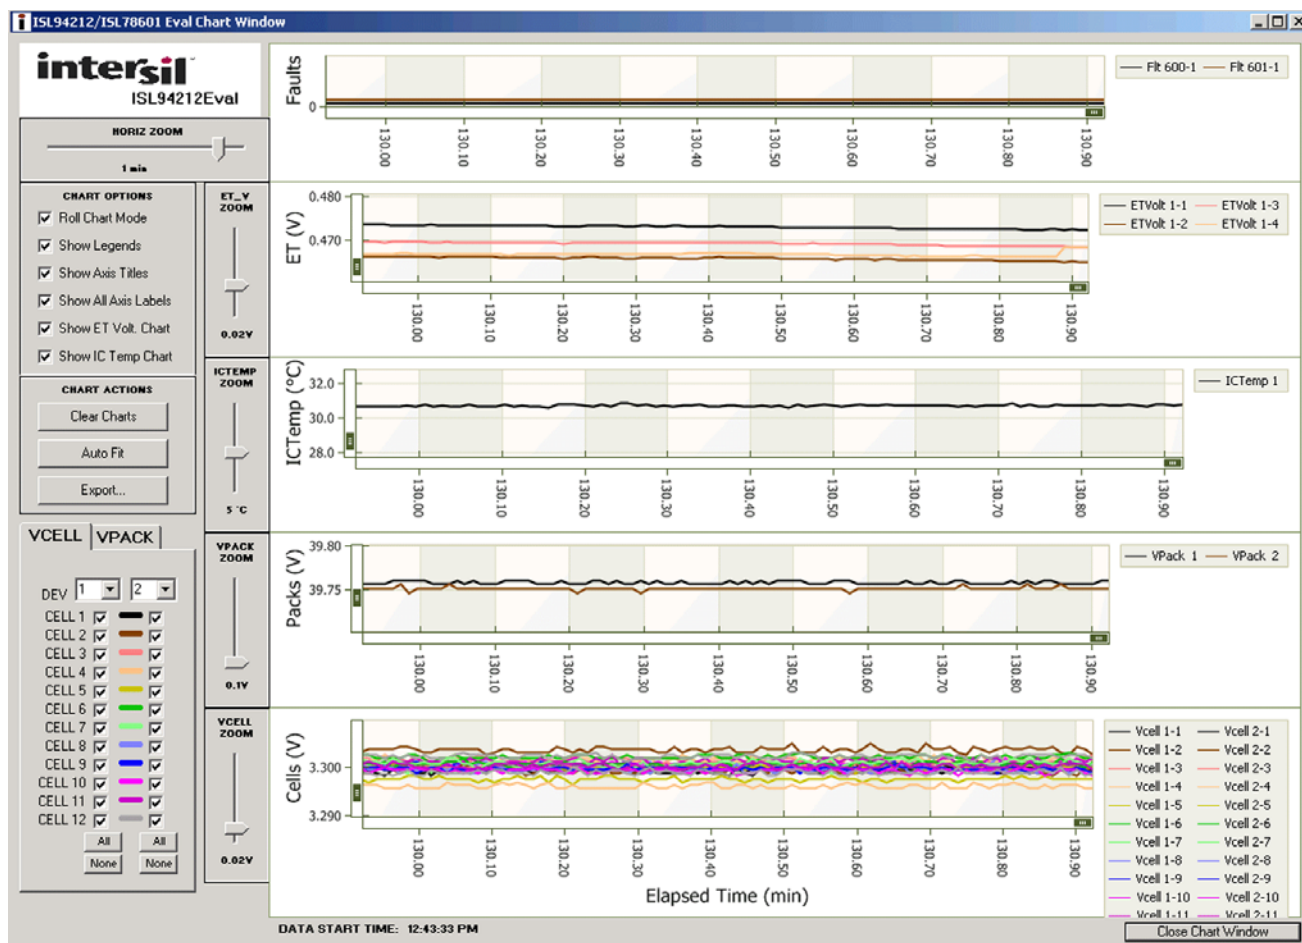 ISL94212/ISL78601 Eval Chart Window
intersil
ISL94212Eval
HORIZ ZOOM
1 min
CHART OPTIONS
Roll Chart Mode
Show Legends
Show Axis Titles
Show All Axis Labels
Show ET Volt. Chart
Show IC Temp Chart
CHART ACTIONS
Clear Charts
Auto Fit
Export...
VCELL VPACK
DEV 1 2
CELL 1
CELL 2
CELL 3
CELL 4
CELL 5
CELL 6
CELL 7
CELL 8
CELL 9
CELL 10
CELL 11
CELL 12
All All
None None
ET_V
ZOOM
0.02V
ICTEMP
ZOOM
5 °C
VPACK
ZOOM
0.1V
VCELL
ZOOM
0.02V
Faults
0
130.00 130.10 130.20 130.30 130.40 130.50 130.60 130.70 130.80 130.90
Flt 600-1 Flt 601-1
ET (V)
0.480
0.470
130.00 130.10 130.20 130.30 130.40 130.50 130.60 130.70 130.80 130.90
ETVolt 1-1 ETVolt 1-3
ETVolt 1-2 ETVolt 1-4
ICTemp (°C)
32.0
30.0
28.0
130.00 130.10 130.20 130.30 130.40 130.50 130.60 130.70 130.80 130.90
ICTemp 1
Packs (V)
39.80
39.75
130.00 130.10 130.20 130.30 130.40 130.50 130.60 130.70 130.80 130.90
VPack 1 VPack 2
Cells (V)
3.300
3.290
130.00 130.10 130.20 130.30 130.40 130.50 130.60 130.70 130.80 130.90
Elapsed Time (min)
Vcell 1-1 Vcell 2-1
Vcell 1-2 Vcell 2-2
Vcell 1-3 Vcell 2-3
Vcell 1-4 Vcell 2-4
Vcell 1-5 Vcell 2-5
Vcell 1-6 Vcell 2-6
Vcell 1-7 Vcell 2-7
Vcell 1-8 Vcell 2-8
Vcell 1-9 Vcell 2-9
Vcell 1-10 Vcell 2-10
Vcell 1-11 Vcell 2-11
DATA START TIME: 12:43:33 PM
Close Chart Window